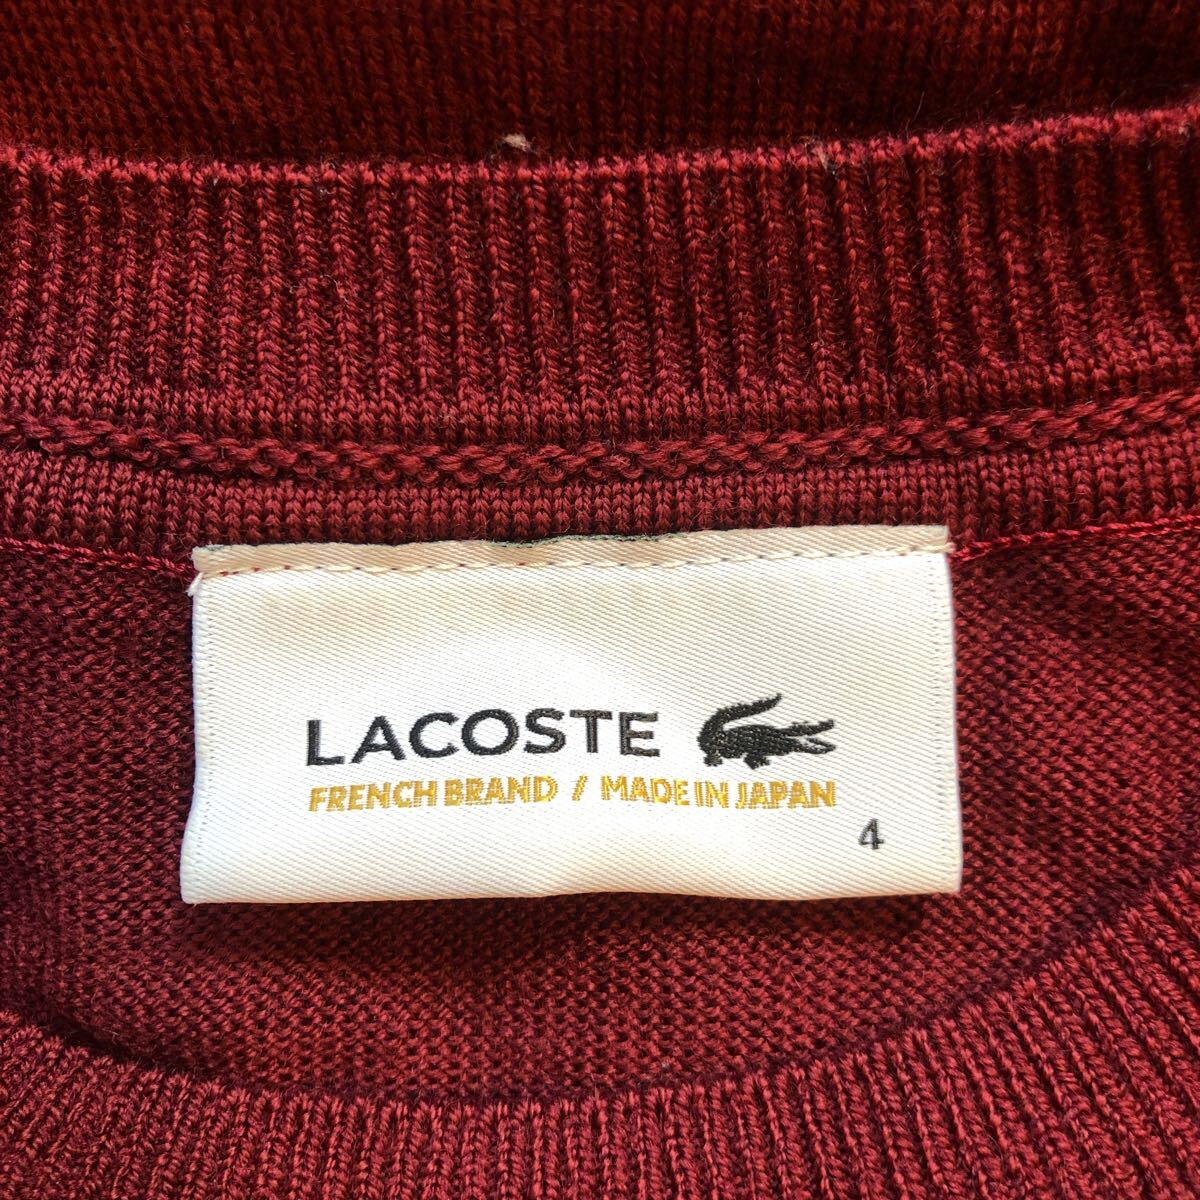 LACOSTE
FRENCH BRAND / MADE IN JAPAN
4